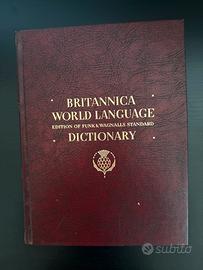 BRITANNICA
WORLD LANGUAGE
EDITION OF FUNK & WAGNALLS STANDARD
DICTIONARY
subito